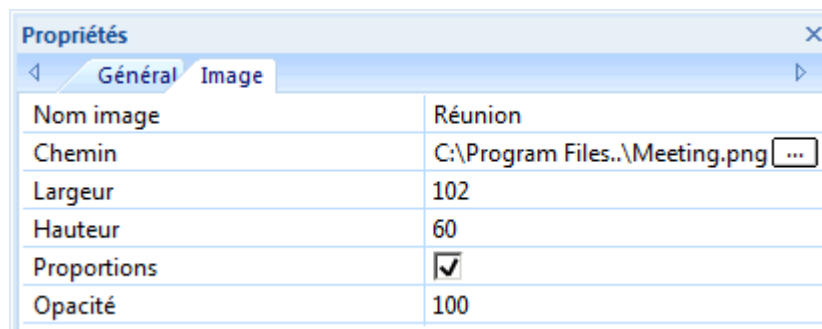 Propriétés
Général Image
Nom image Réunion
Chemin C:\Program Files..\Meeting.png ...
Largeur 102
Hauteur 60
Proportions
Opacité 100